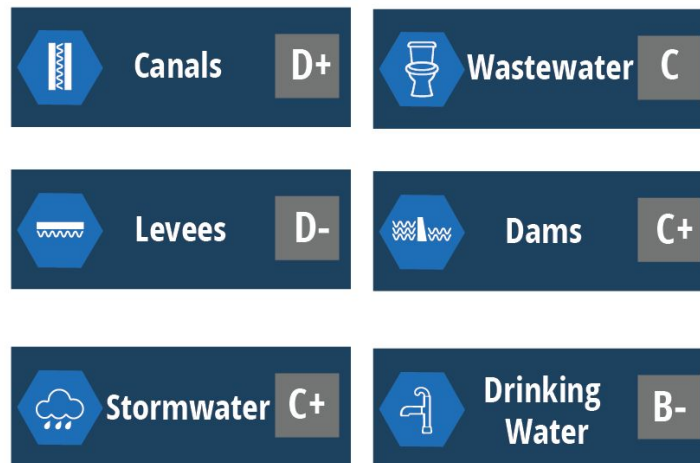 Canals D+
Wastewater C
Levees D-
Dams C+
Stormwater C+
Drinking
Water B-